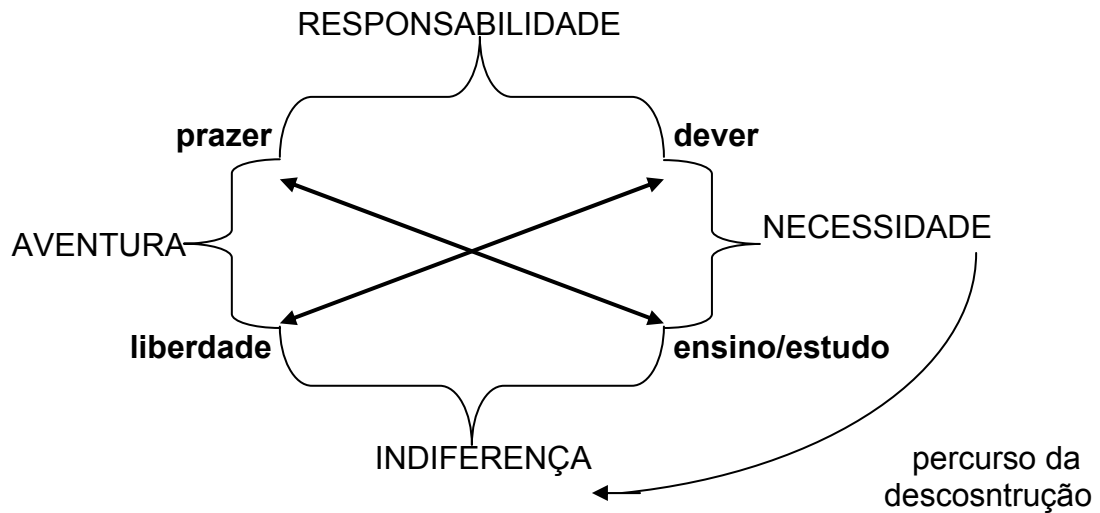 RESPONSABILIDADE
prazer
dever
AVENTURA
NECESSIDADE
liberdade
ensino/estudo
INDIFERENÇA
percurso da
descosntrução